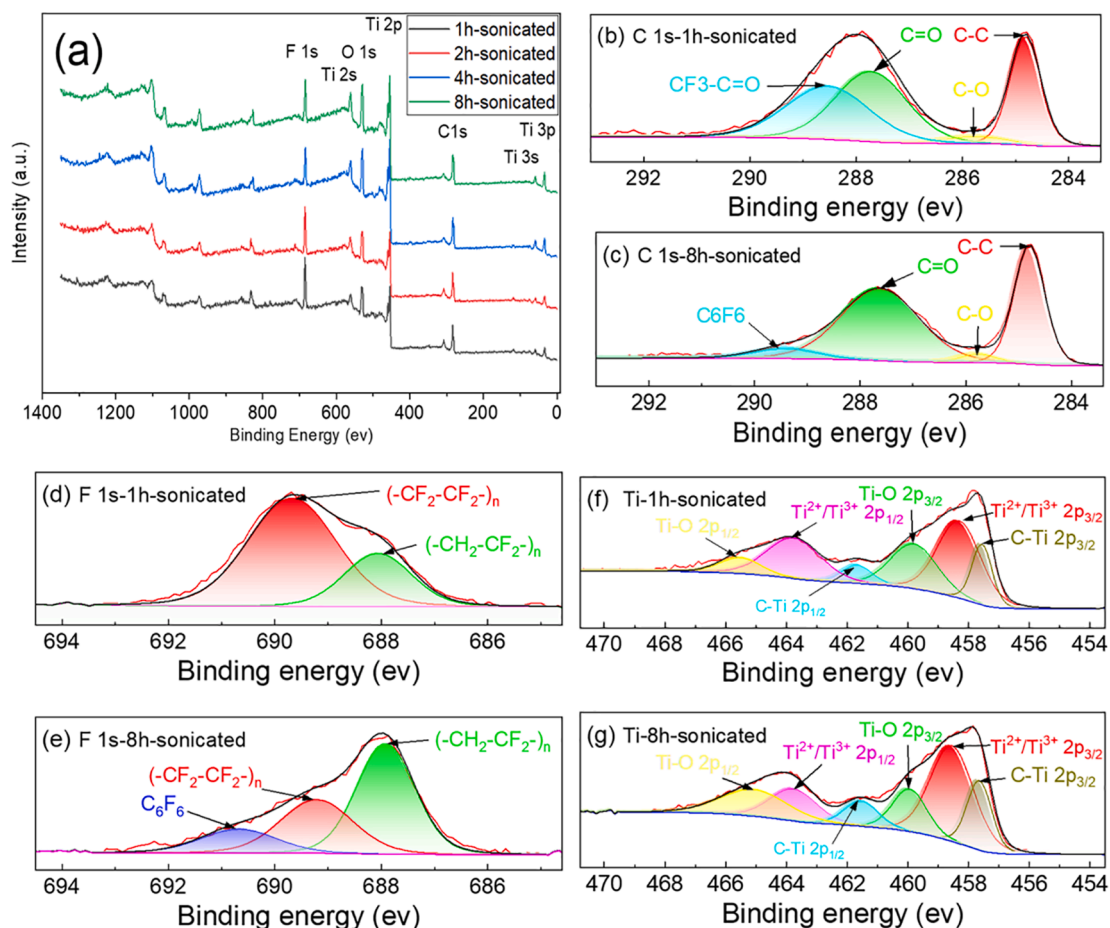 (a)
Ti 2p
F 1s O 1s
Ti 2s
1h-sonicated
2h-sonicated
4h-sonicated
8h-sonicated
C1s
Ti 3p
Ti 3s
Intensity (a.u.)
1400 1200 1000 800 600 400 200 0
Binding Energy (ev)
(b) C 1s-1h-sonicated
C=O
C-C
CF3-C=O
C-O
292 290 288 286 284
Binding energy (ev)
(c) C 1s-8h-sonicated
C-C
C=O
C6F6
C-O
292 290 288 286 284
Binding energy (ev)
(d) F 1s-1h-sonicated
(-CF₂-CF₂-)n
(-CH₂-CF₂-)n
694 692 690 688 686
Binding energy (ev)
(e) F 1s-8h-sonicated
(-CH₂-CF₂-)n
(-CF₂-CF₂-)n
C₆F₆
694 692 690 688 686
Binding energy (ev)
(f) Ti-1h-sonicated
Ti-O 2p3/2
Ti-O 2p1/2
Ti²⁺/Ti³⁺ 2p1/2
Ti²⁺/Ti³⁺ 2p3/2
C-Ti 2p3/2
C-Ti 2p1/2
470 468 466 464 462 460 458 456 454
Binding energy (ev)
(g) Ti-8h-sonicated
Ti-O 2p3/2
Ti-O 2p1/2
Ti²⁺/Ti³⁺ 2p1/2
Ti²⁺/Ti³⁺ 2p3/2
C-Ti 2p3/2
C-Ti 2p1/2
470 468 466 464 462 460 458 456 454
Binding energy (ev)